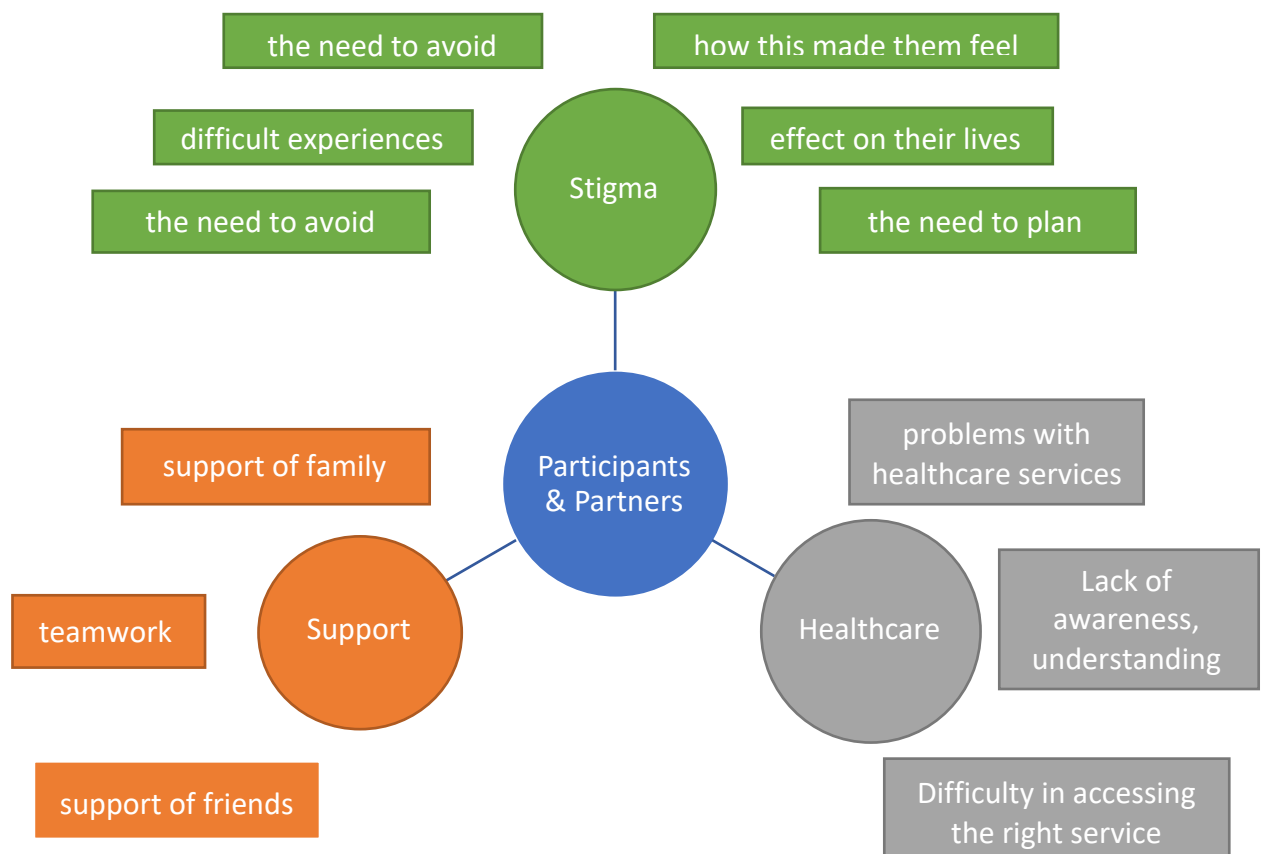 the need to avoid
how this made them feel
difficult experiences
effect on their lives
Stigma
the need to avoid
the need to plan
support of family
Participants
& Partners
problems with
healthcare services
teamwork
Support
Healthcare
Lack of
awareness,
understanding
support of friends
Difficulty in accessing
the right service